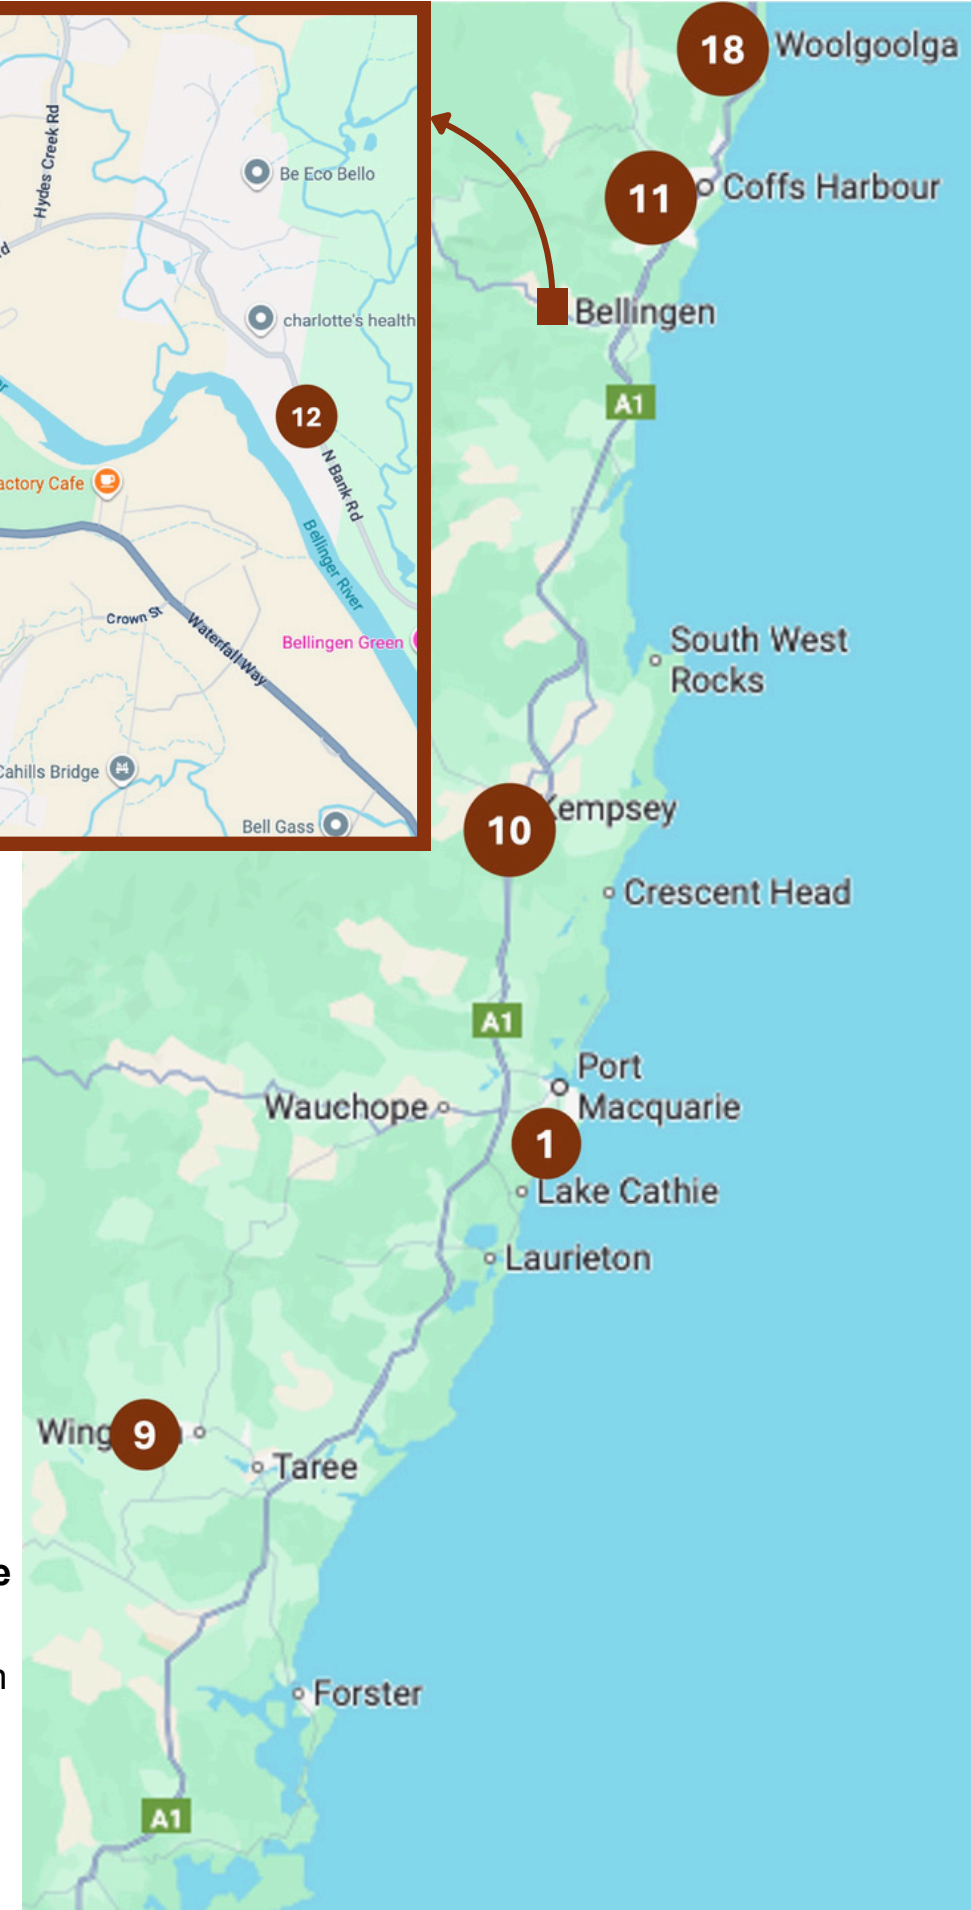 Hydes Creek Rd
Be Eco Bello
charlotte's health
12
N Bank Rd
actory Cafe
Bellinger River
Crown St
Waterfall Way
Bellingen Green
Cahills Bridge
Bell Gass
18
Woolgoolga
11
Coffs Harbour
Bellingen
A1
South West
Rocks
10
Kempsey
Crescent Head
A1
Port
Macquarie
Wauchope
1
Lake Cathie
Laurieton
Wing
9
Taree
e
n
Forster
A1